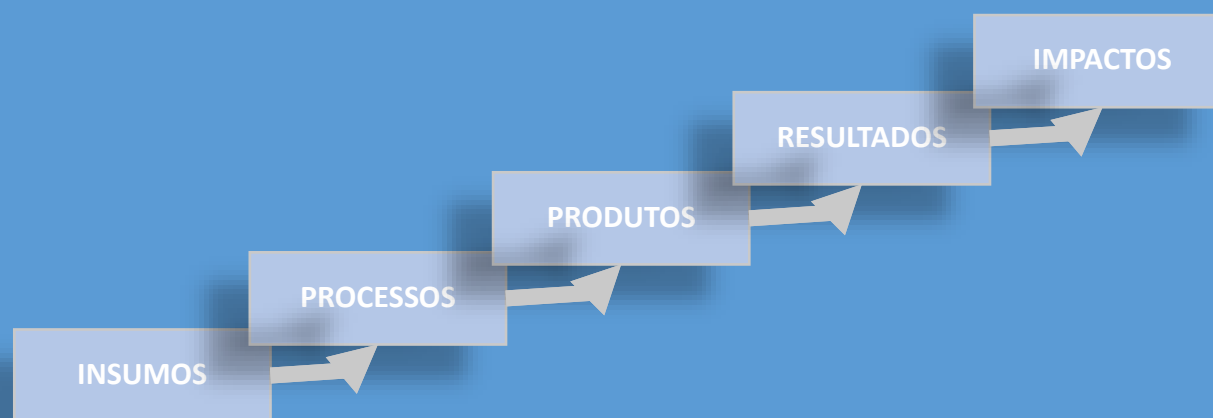 IMPACTOS
RESULTADOS
PRODUTOS
PROCESSOS
INSUMOS